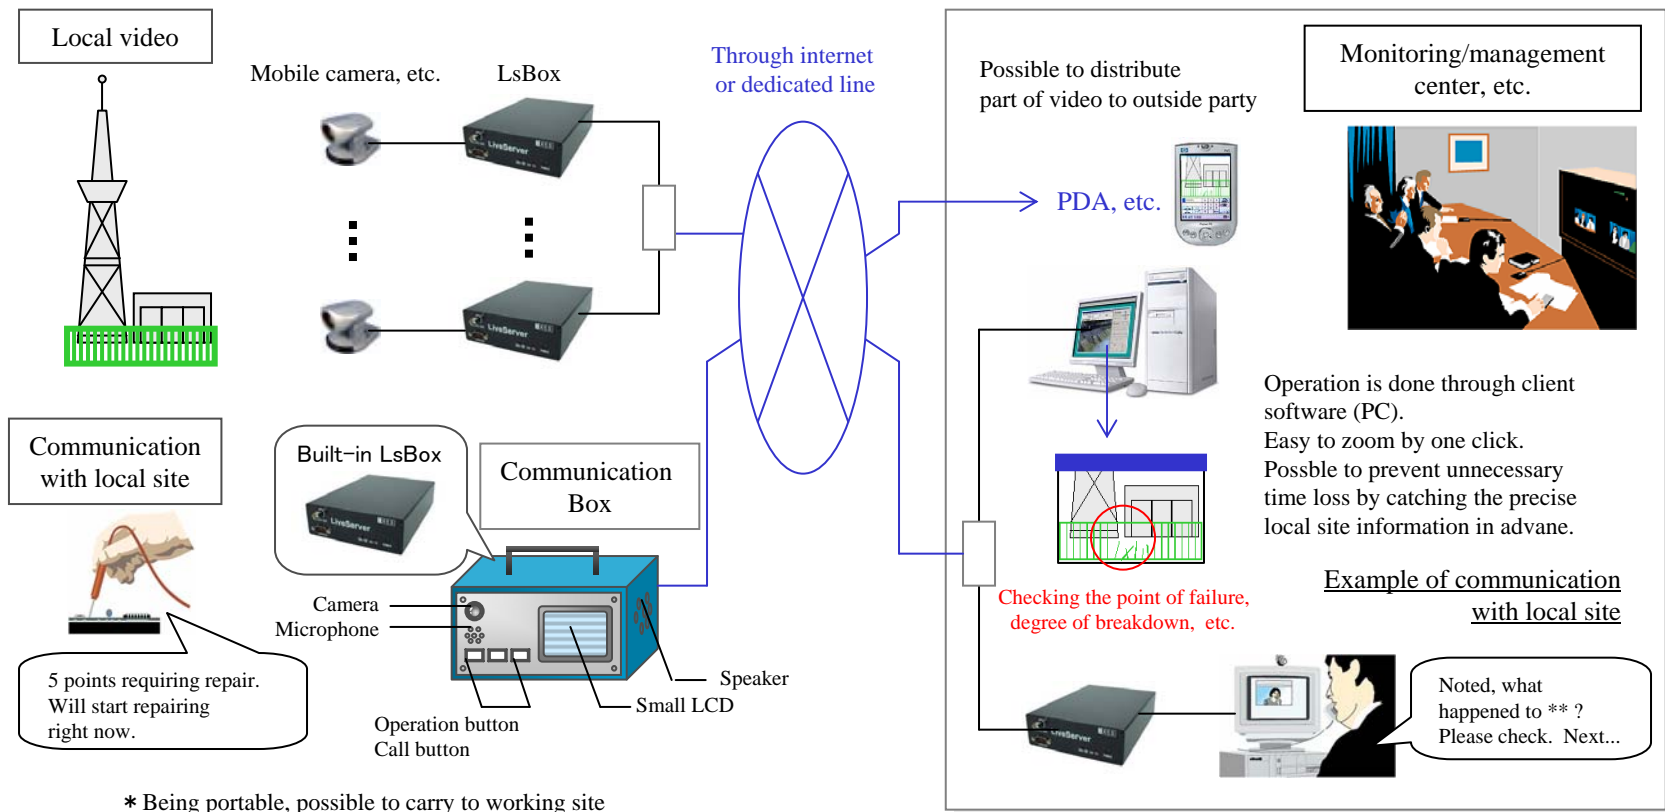 Local video
Mobile camera, etc.
LsBox
Through internet
or dedicated line
LiveServer
LiveServer
Possible to distribute
part of video to outside party
Monitoring/management
center, etc.
PDA, etc.
Operation is done through client
software (PC).
Easy to zoom by one click.
Possble to prevent unnecessary
time loss by catching the precise
local site information in advane.
Checking the point of failure,
degree of breakdown, etc.
Communication
with local site
5 points requiring repair.
Will start repairing
right now.
Built-in LsBox
LiveServer
Communication
Box
Camera
Microphone
Speaker
Small LCD
Operation button
Call button
* Being portable, possible to carry to working site
Example of communication
with local site
LiveServer
Noted, what
happened to ** ?
Please check. Next...